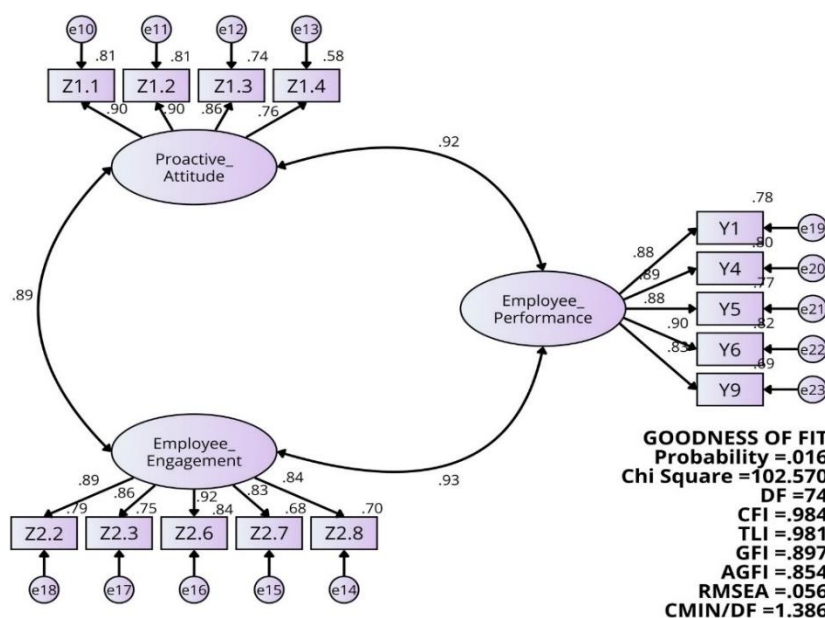 e10 e11 e12 e13
.81 .81 .74 .58
Z1.1 Z1.2 Z1.3 Z1.4
.90 .90 .86 .76
Proactive_
Attitude
.92
.89
.78
Y1 e19
.88
.80
Y4 e20
.89
.77
Y5 e21
.88
.82
Y6 e22
.90
.69
Y9 e23
.83
Employee_
Performance
Employee_
Engagement
.93
.89 .86 .92 .83 .84
.79 .75 .84 .68 .70
Z2.2 Z2.3 Z2.6 Z2.7 Z2.8
e18 e17 e16 e15 e14
GOODNESS OF FIT
Probability =.016
Chi Square =102.570
DF =74
CFI =.984
TLI =.981
GFI =.897
AGFI =.854
RMSEA =.056
CMIN/DF =1.386